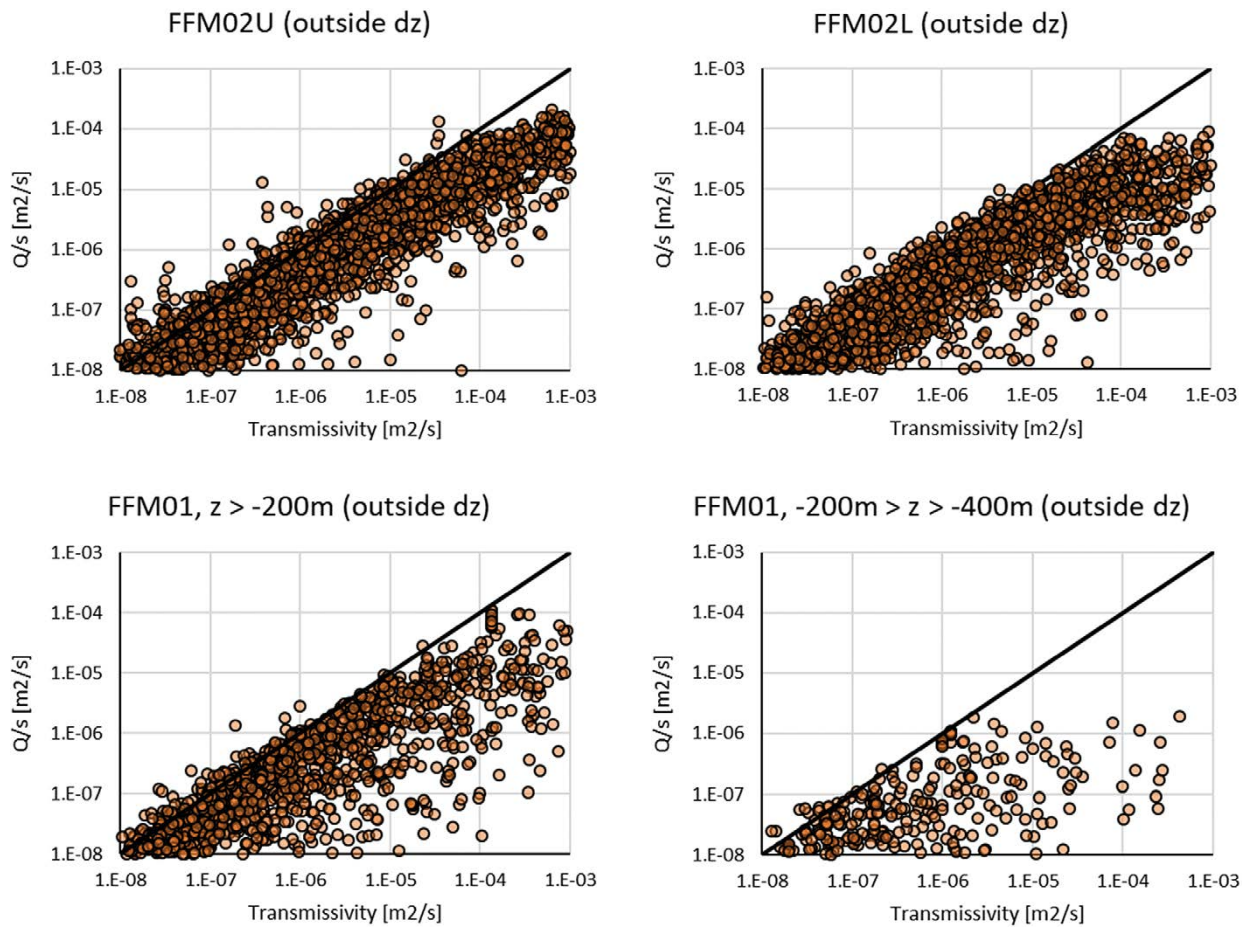 FFM02U (outside dz)
1.E-03
1.E-04
1.E-05
1.E-06
1.E-07
1.E-08
Q/s [m2/s]
1.E-08 1.E-07 1.E-06 1.E-05 1.E-04 1.E-03
Transmissivity [m2/s]
FFM02L (outside dz)
1.E-03
1.E-04
1.E-05
1.E-06
1.E-07
1.E-08
Q/s [m2/s]
1.E-08 1.E-07 1.E-06 1.E-05 1.E-04 1.E-03
Transmissivity [m2/s]
FFM01, z > -200m (outside dz)
1.E-03
1.E-04
1.E-05
1.E-06
1.E-07
1.E-08
Q/s [m2/s]
1.E-08 1.E-07 1.E-06 1.E-05 1.E-04 1.E-03
Transmissivity [m2/s]
FFM01, -200m > z > -400m (outside dz)
1.E-03
1.E-04
1.E-05
1.E-06
1.E-07
1.E-08
Q/s [m2/s]
1.E-08 1.E-07 1.E-06 1.E-05 1.E-04 1.E-03
Transmissivity [m2/s]